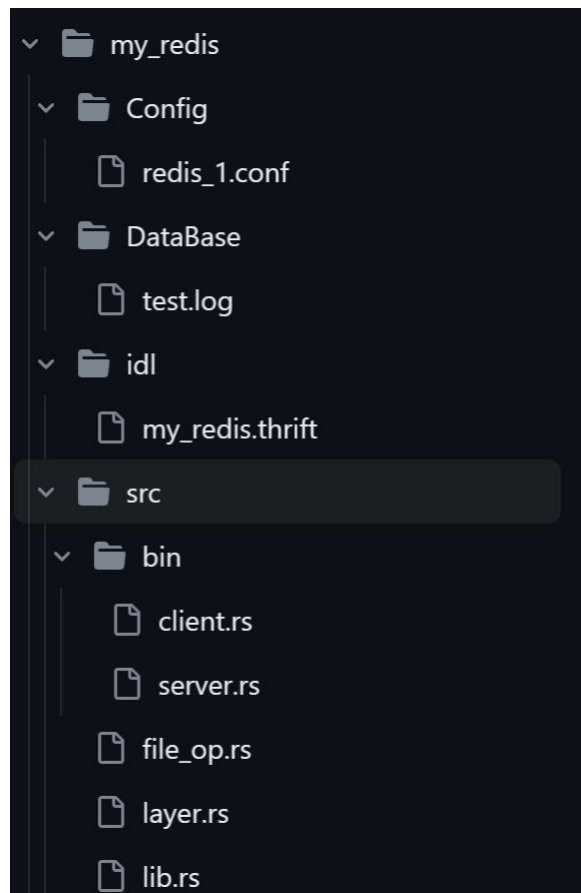 my_redis
Config
redis_1.conf
DataBase
test.log
idl
my_redis.thrift
src
bin
client.rs
server.rs
file_op.rs
layer.rs
lib.rs